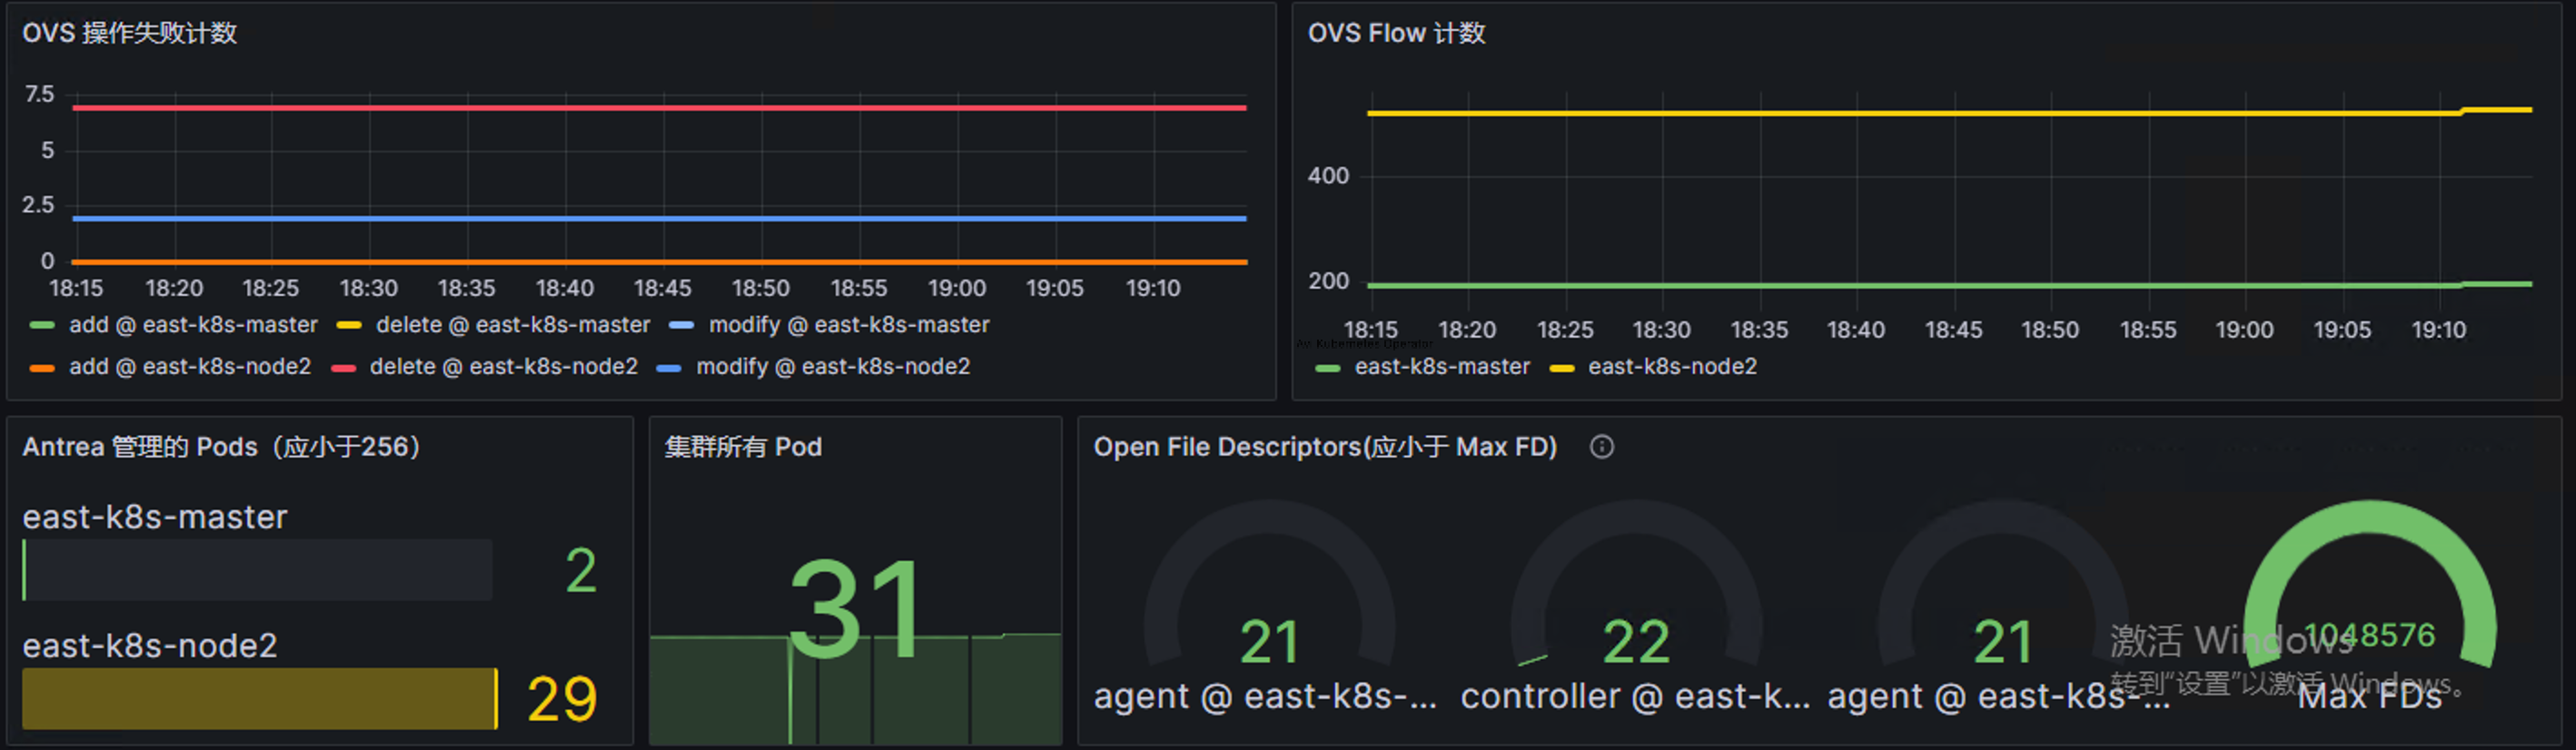 OVS 操作失败计数
7.5
5
2.5
0
18:15 18:20 18:25 18:30 18:35 18:40 18:45 18:50 18:55 19:00 19:05 19:10
add @ east-k8s-master delete @ east-k8s-master modify @ east-k8s-master
add @ east-k8s-node2 delete @ east-k8s-node2 modify @ east-k8s-node2
OVS Flow 计数
400
200
18:15 18:20 18:25 18:30 18:35 18:40 18:45 18:50 18:55 19:00 19:05 19:10
Avi Kubernetes Operator
east-k8s-master east-k8s-node2
Antrea 管理的 Pods（应小于256）
east-k8s-master
2
east-k8s-node2
29
集群所有 Pod
31
Open File Descriptors(应小于 Max FD)
21 22 21 1048576
agent @ east-k8s-... controller @ east-k... agent @ east-k8s-... Max FDs
激活 Windows
转到“设置”以激活 Windows。